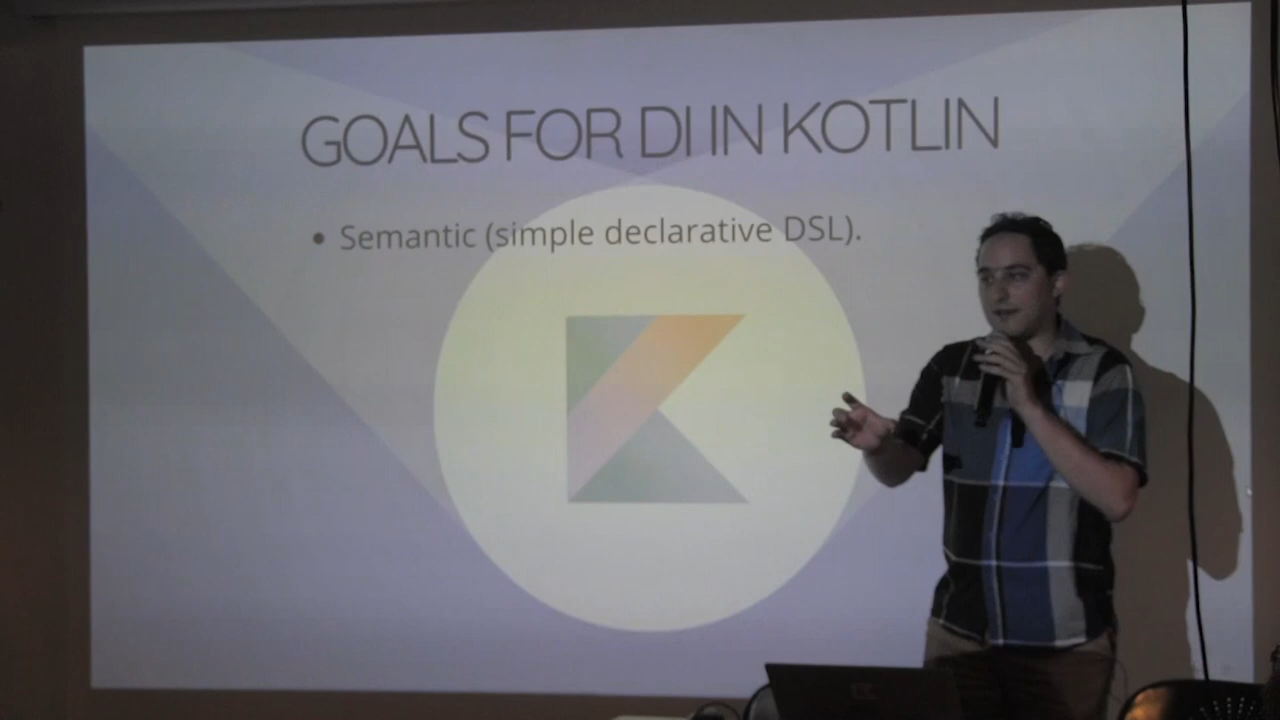 GOALS FOR DI IN KOTLIN
• Semantic (simple declarative DSL).